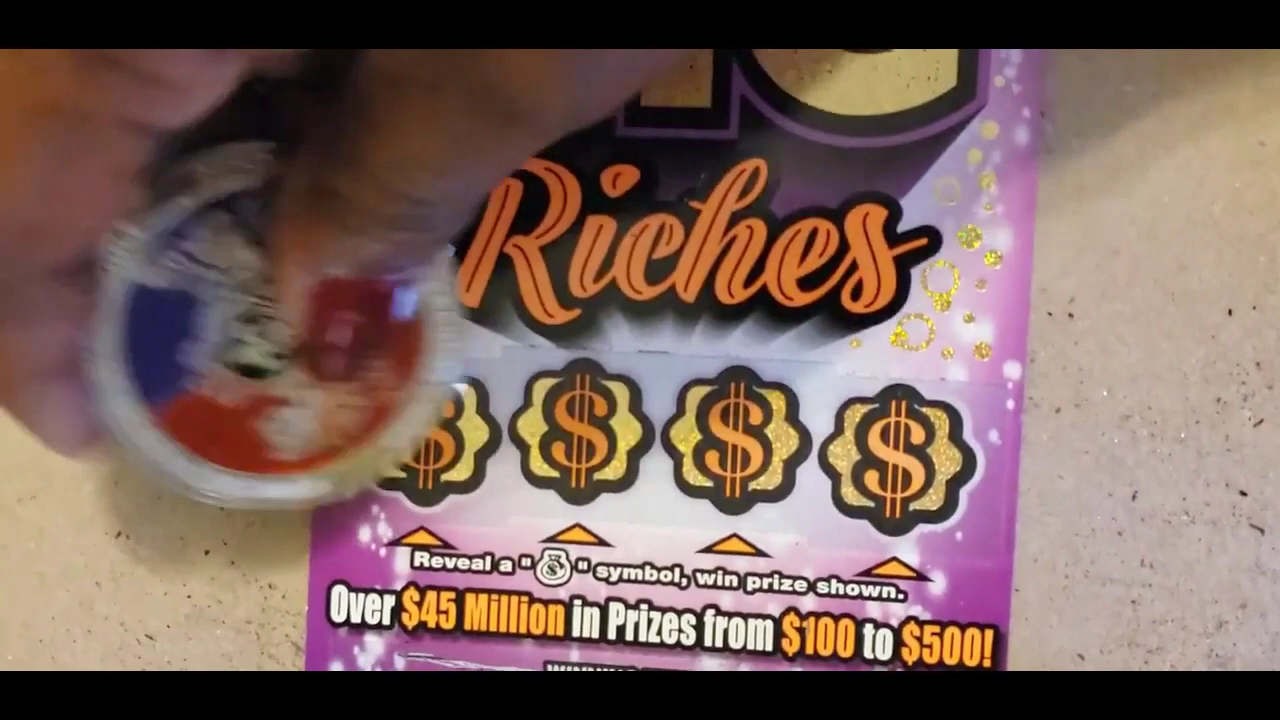 Riches
$ $ $ $
Reveal a "$" symbol, win prize shown.
Over $45 Million in Prizes from $100 to $500!